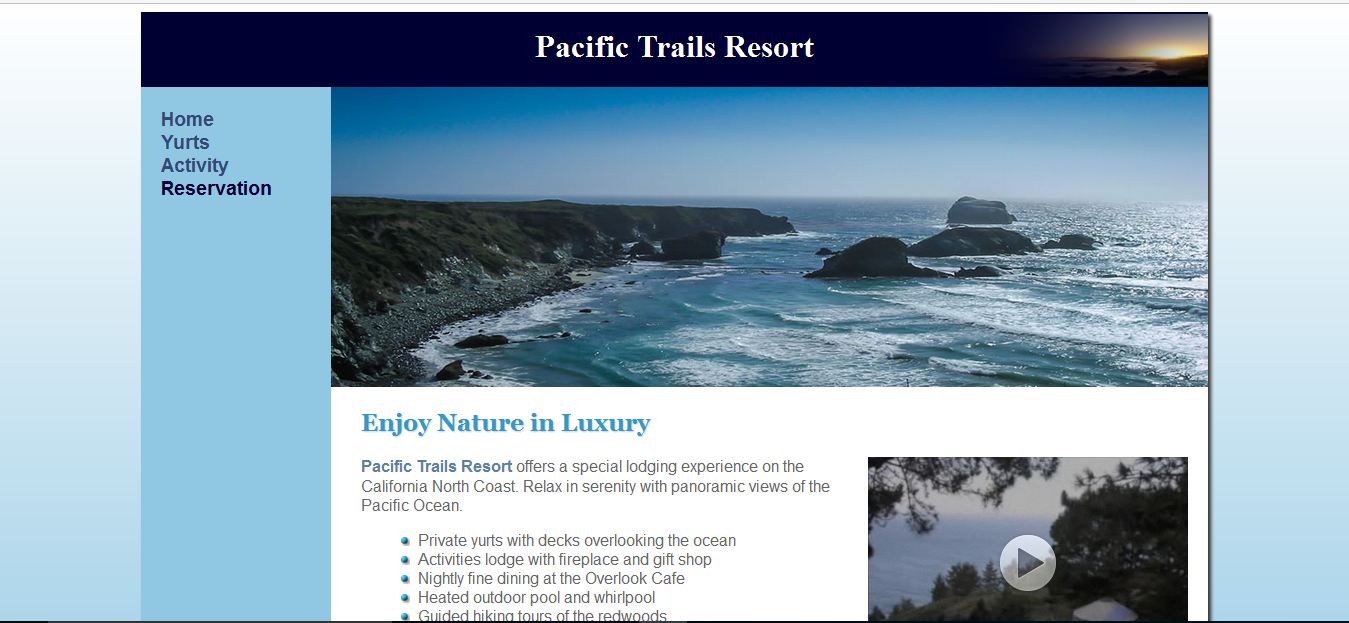 Pacific Trails Resort
Home
Yurts
Activity
Reservation
Enjoy Nature in Luxury
Pacific Trails Resort offers a special lodging experience on the
California North Coast. Relax in serenity with panoramic views of the
Pacific Ocean.
Private yurts with decks overlooking the ocean
Activities lodge with fireplace and gift shop
Nightly fine dining at the Overlook Cafe
Heated outdoor pool and whirlpool
Guided hiking tours of the redwoods